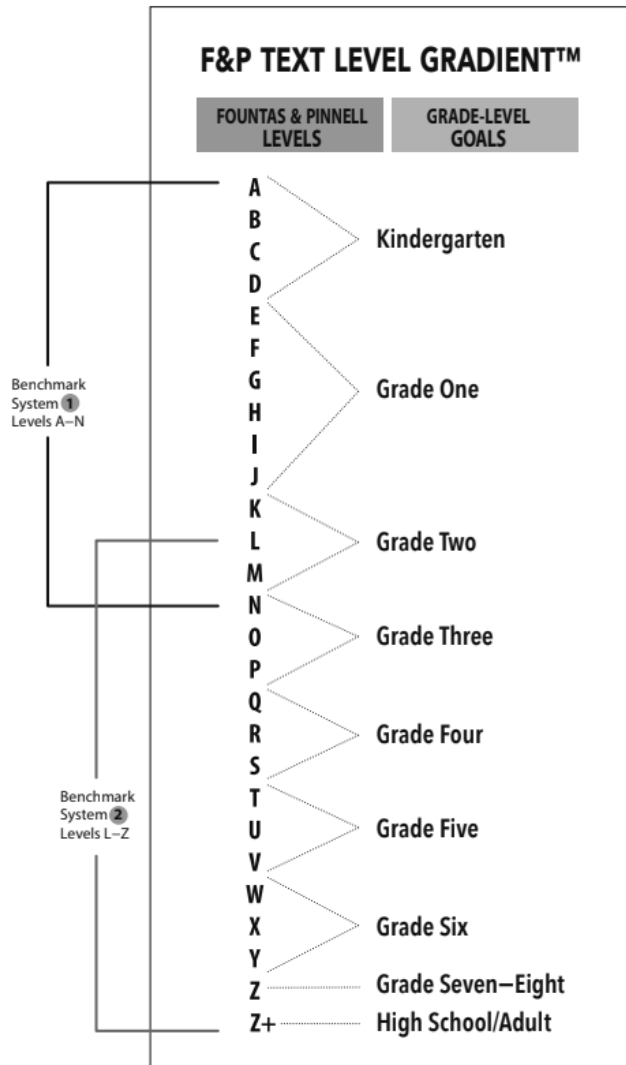 F&P TEXT LEVEL GRADIENT™
FOUNTAS & PINNELL
LEVELS
GRADE-LEVEL
GOALS
A
B
C
D
Kindergarten
E
F
G
H
I
J
Grade One
K
L
M
Grade Two
N
O
P
Grade Three
Q
R
S
Grade Four
T
U
V
Grade Five
W
X
Y
Grade Six
Z
Grade Seven–Eight
Z+
High School/Adult
Benchmark
System 1
Levels A–N
Benchmark
System 2
Levels L–Z